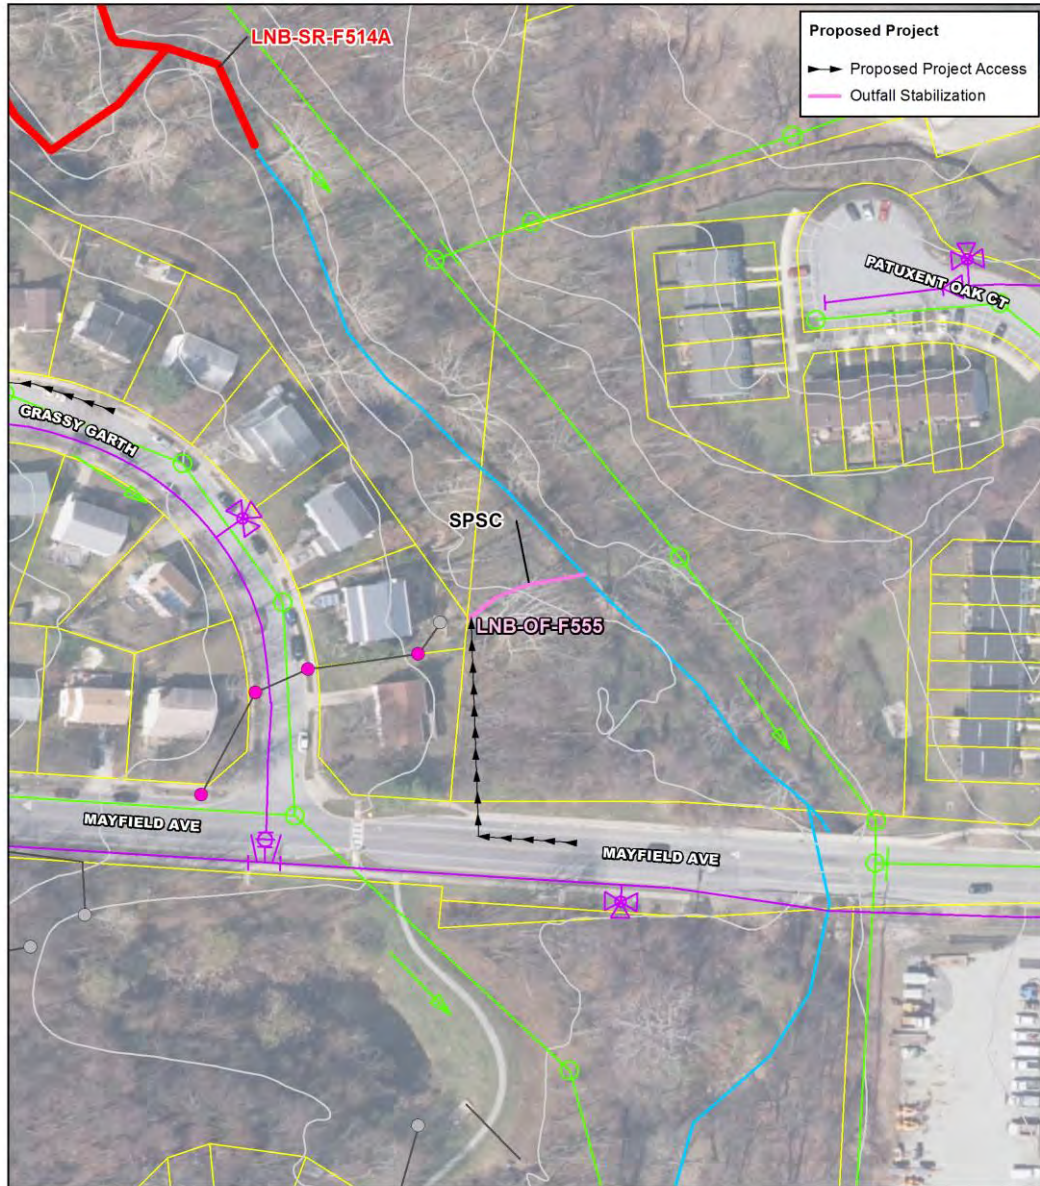 LNB-SR-F514A
Proposed Project
Proposed Project Access
Outfall Stabilization
PATUXENT OAK CT
GRASSY GARTH
SPSC
LNB-OF-F555
MAYFIELD AVE
MAYFIELD AVE